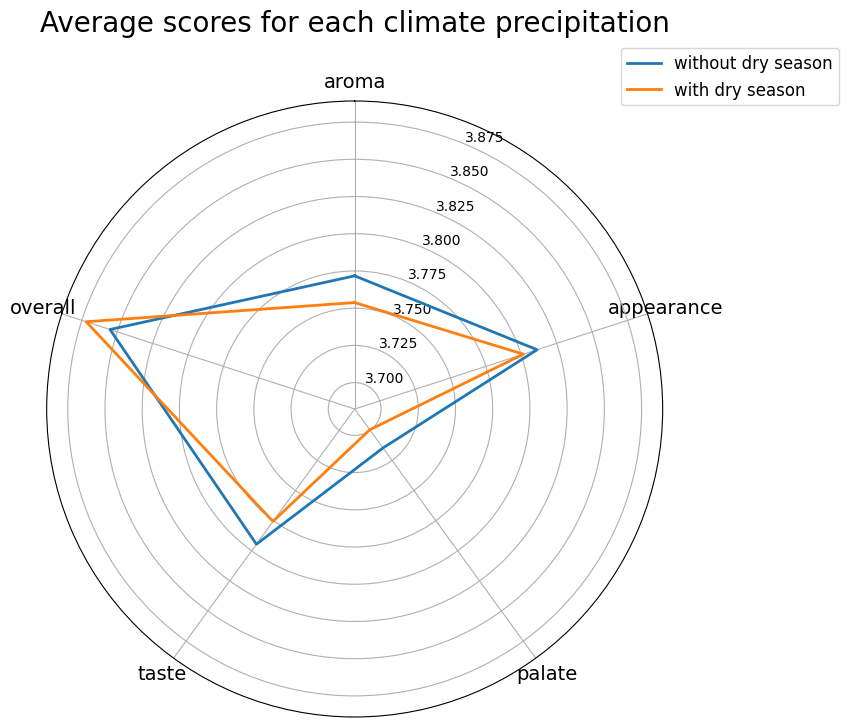 Average scores for each climate precipitation
without dry season
with dry season
aroma
3.875
3.850
3.825
3.800
3.775
3.750
3.725
3.700
overall
appearance
taste
palate